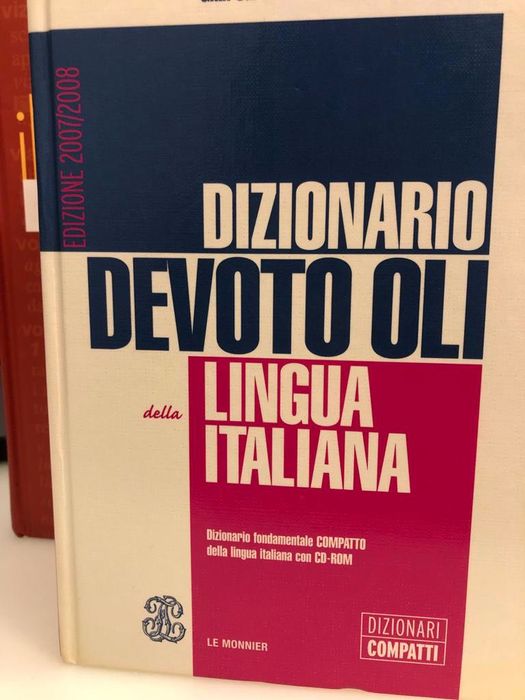 EDIZIONE 2007/2008
DIZIONARIO
DEVOTO OLI
della LINGUA
ITALIANA
Dizionario fondamentale COMPATTO
della lingua italiana con CD-ROM
LE MONNIER
DIZIONARI
COMPATTI